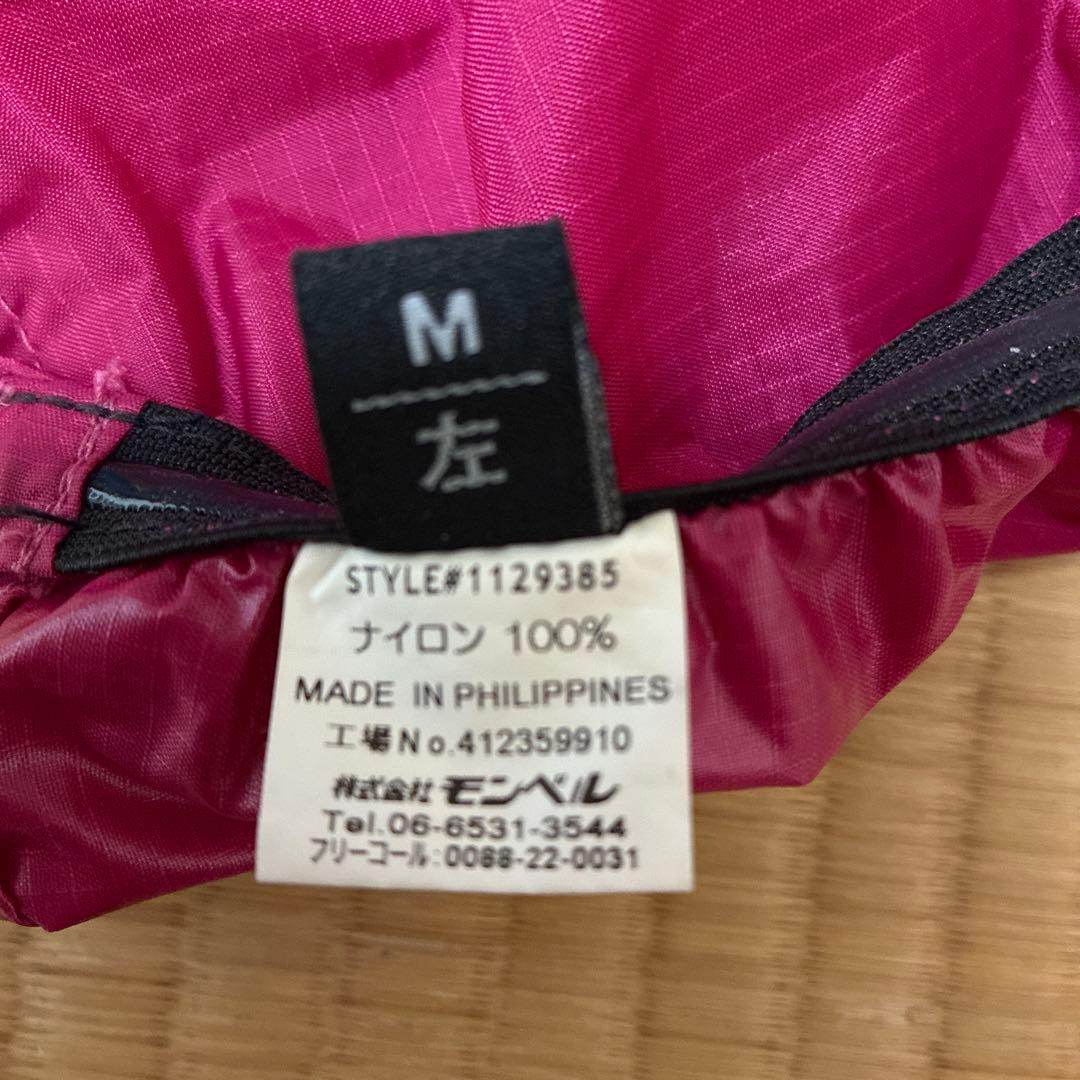 M
左
STYLE#1129385
ナイロン 100%
MADE IN PHILIPPINES
工場No.412359910
株式会社 モンベル
Tel.06-6531-3544
フリーコール:0088-22-0031